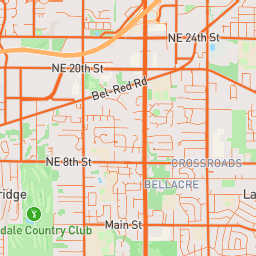 NE 24th St
NE 20th St
Bel-Red Rd
NE 8th St
CROSSROADS
BELLACRE
ridge
La
dale Country Club
Main St